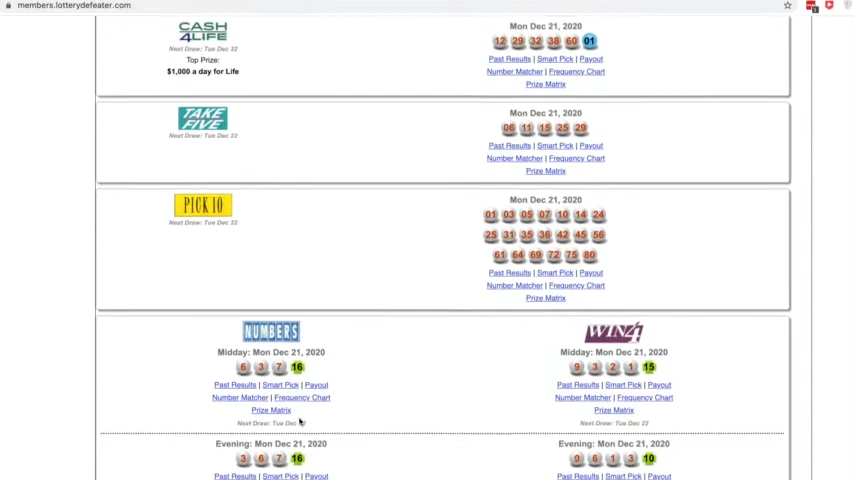 members.lotterydefeater.com
1
CASH
4LIFE
Next Draw: Tue Dec 22
Top Prize:
$1,000 a day for Life
Mon Dec 21, 2020
12 29 32 38 60 01
Past Results | Smart Pick | Payout
Number Matcher | Frequency Chart
Prize Matrix
TAKE
FIVE
Next Draw: Tue Dec 22
Mon Dec 21, 2020
06 11 15 25 29
Past Results | Smart Pick | Payout
Number Matcher | Frequency Chart
Prize Matrix
PICK 10
Next Draw: Tue Dec 22
Mon Dec 21, 2020
01 03 05 07 10 14 24
25 31 35 36 42 45 56
61 64 69 72 75 80
Past Results | Smart Pick | Payout
Number Matcher | Frequency Chart
Prize Matrix
NUMBERS
Midday: Mon Dec 21, 2020
6 3 7 16
Past Results | Smart Pick | Payout
Number Matcher | Frequency Chart
Prize Matrix
Next Draw: Tue Dec
Evening: Mon Dec 21, 2020
3 6 7 16
Past Results | Smart Pick | Payout
WIN4
Midday: Mon Dec 21, 2020
9 3 2 1 15
Past Results | Smart Pick | Payout
Number Matcher | Frequency Chart
Prize Matrix
Next Draw: Tue Dec 22
Evening: Mon Dec 21, 2020
6 1 3 10
Past Results | Smart Pick | Payout